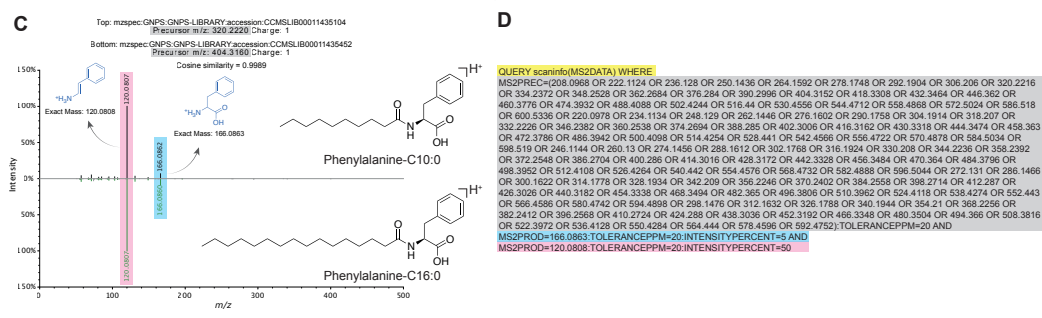 C
Top: mzspec:GNPS:GNPS-LIBRARY:accession:CCMSLIB00011435104
Precursor m/z: 320.2220 Charge: 1
Bottom: mzspec:GNPS:GNPS-LIBRARY:accession:CCMSLIB00011435452
Precursor m/z: 404.3160 Charge: 1
Cosine similarity = 0.9989
150%
100%
50%
0%
0%
50%
100%
150%
Intensity
⁺H₃N
Exact Mass: 120.0808
120.0807
⁺H₃N
O
OH
Exact Mass: 166.0863
166.0862
166.0860
120.0807
H⁺
O
N
H
O
OH
Phenylalanine-C10:0
H⁺
O
N
H
O
OH
Phenylalanine-C16:0
0
100
200
300
400
500
m/z
D
QUERY scaninfo(MS2DATA) WHERE
MS2PREC=(208.0968 OR 222.1124 OR 236.128 OR 250.1436 OR 264.1592 OR 278.1748 OR 292.1904 OR 306.206 OR 320.2216
OR 334.2372 OR 348.2528 OR 362.2684 OR 376.284 OR 390.2996 OR 404.3152 OR 418.3308 OR 432.3464 OR 446.362 OR
460.3776 OR 474.3932 OR 488.4088 OR 502.4244 OR 516.44 OR 530.4556 OR 544.4712 OR 558.4868 OR 572.5024 OR 586.518
OR 600.5336 OR 220.0978 OR 234.1134 OR 248.129 OR 262.1446 OR 276.1602 OR 290.1758 OR 304.1914 OR 318.207 OR
332.2226 OR 346.2382 OR 360.2538 OR 374.2694 OR 388.285 OR 402.3006 OR 416.3162 OR 430.3318 OR 444.3474 OR 458.363
OR 472.3786 OR 486.3942 OR 500.4098 OR 514.4254 OR 528.441 OR 542.4566 OR 556.4722 OR 570.4878 OR 584.5034 OR
598.519 OR 246.1144 OR 260.13 OR 274.1456 OR 288.1612 OR 302.1768 OR 316.1924 OR 330.208 OR 344.2236 OR 358.2392
OR 372.2548 OR 386.2704 OR 400.286 OR 414.3016 OR 428.3172 OR 442.3328 OR 456.3484 OR 470.364 OR 484.3796 OR
498.3952 OR 512.4108 OR 526.4264 OR 540.442 OR 554.4576 OR 568.4732 OR 582.4888 OR 596.5044 OR 272.131 OR 286.1466
OR 300.1622 OR 314.1778 OR 328.1934 OR 342.209 OR 356.2246 OR 370.2402 OR 384.2558 OR 398.2714 OR 412.287 OR
426.3026 OR 440.3182 OR 454.3338 OR 468.3494 OR 482.365 OR 496.3806 OR 510.3962 OR 524.4118 OR 538.4274 OR 552.443
OR 566.4586 OR 580.4742 OR 594.4898 OR 298.1476 OR 312.1632 OR 326.1788 OR 340.1944 OR 354.21 OR 368.2256 OR
382.2412 OR 396.2568 OR 410.2724 OR 424.288 OR 438.3036 OR 452.3192 OR 466.3348 OR 480.3504 OR 494.366 OR 508.3816
OR 522.3972 OR 536.4128 OR 550.4284 OR 564.444 OR 578.4596 OR 592.4752):TOLERANCEPPM=20 AND
MS2PROD=166.0863:TOLERANCEPPM=20:INTENSITYPERCENT=5 AND
MS2PROD=120.0808:TOLERANCEPPM=20:INTENSITYPERCENT=50